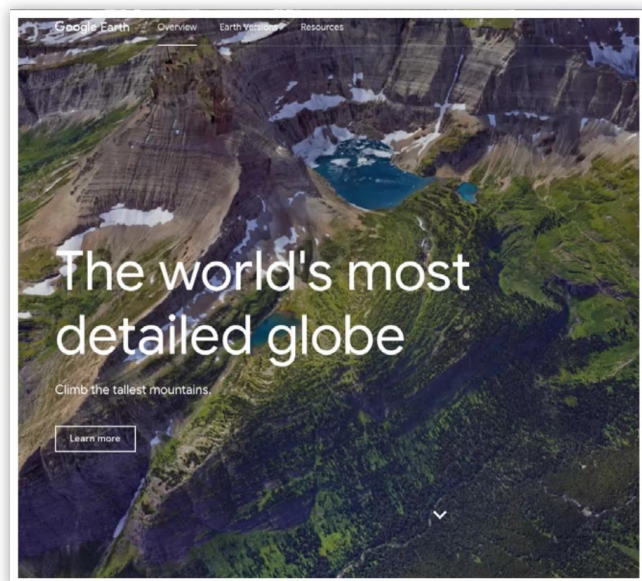 Google Earth Overview Earth Versions Resources
The world's most
detailed globe
Climb the tallest mountains.
Learn more